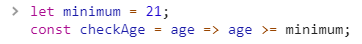 > let minimum = 21;
const checkAge = age => age >= minimum;